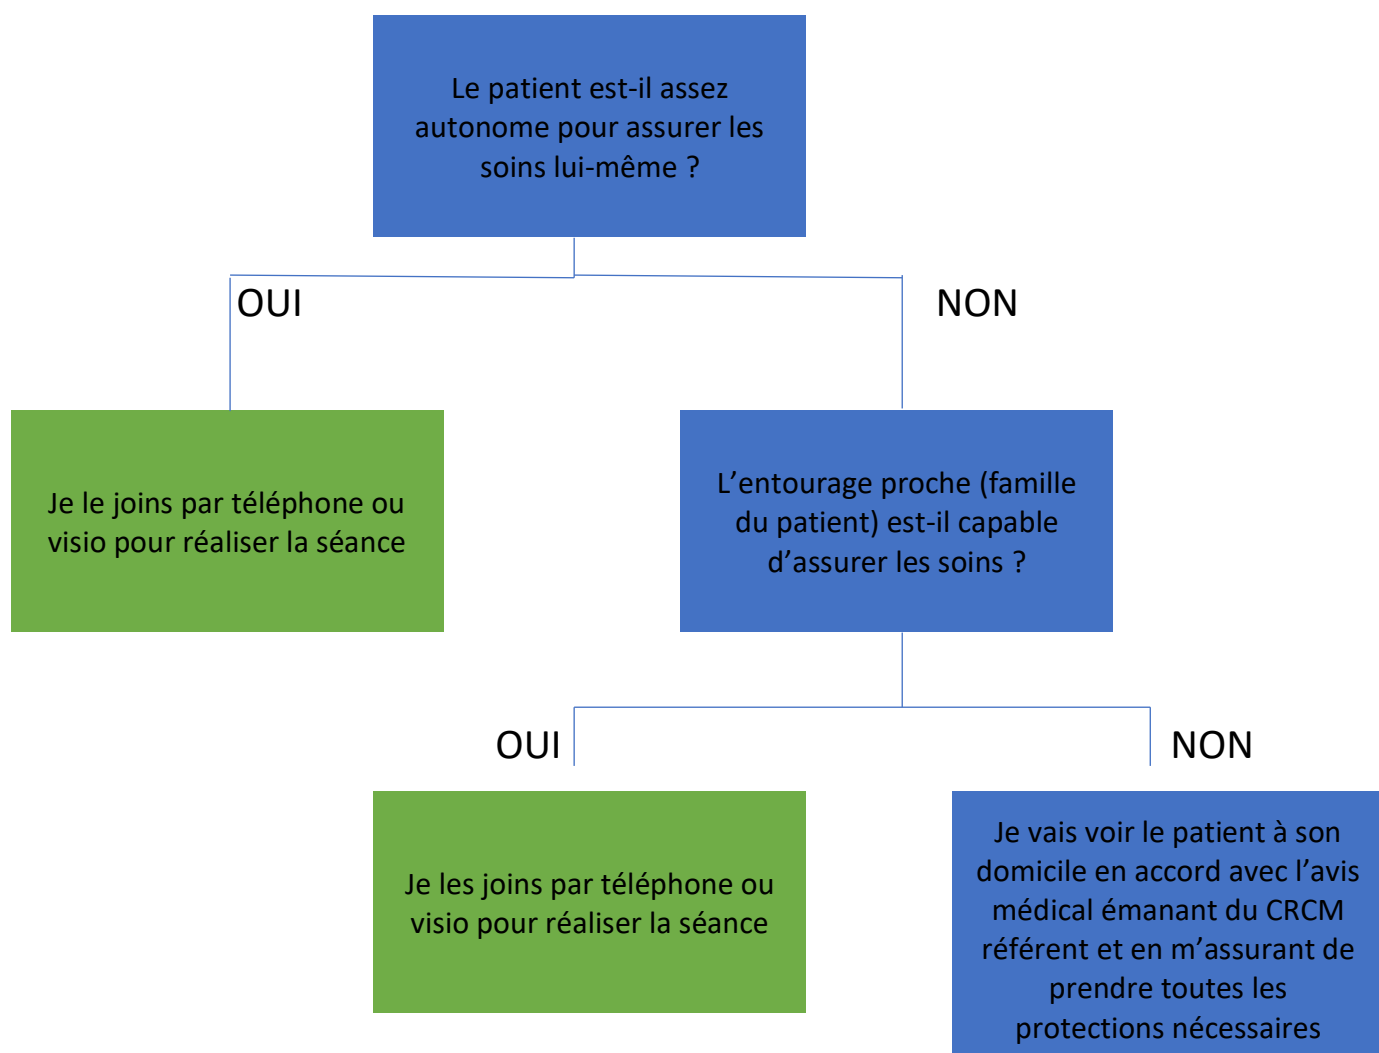 Le patient est-il assez
autonome pour assurer les
soins lui-même ?
OUI
NON
Je le joins par téléphone ou
visio pour réaliser la séance
L’entourage proche (famille
du patient) est-il capable
d’assurer les soins ?
OUI
NON
Je les joins par téléphone ou
visio pour réaliser la séance
Je vais voir le patient à son
domicile en accord avec l’avis
médical émanant du CRCM
référent et en m’assurant de
prendre toutes les
protections nécessaires